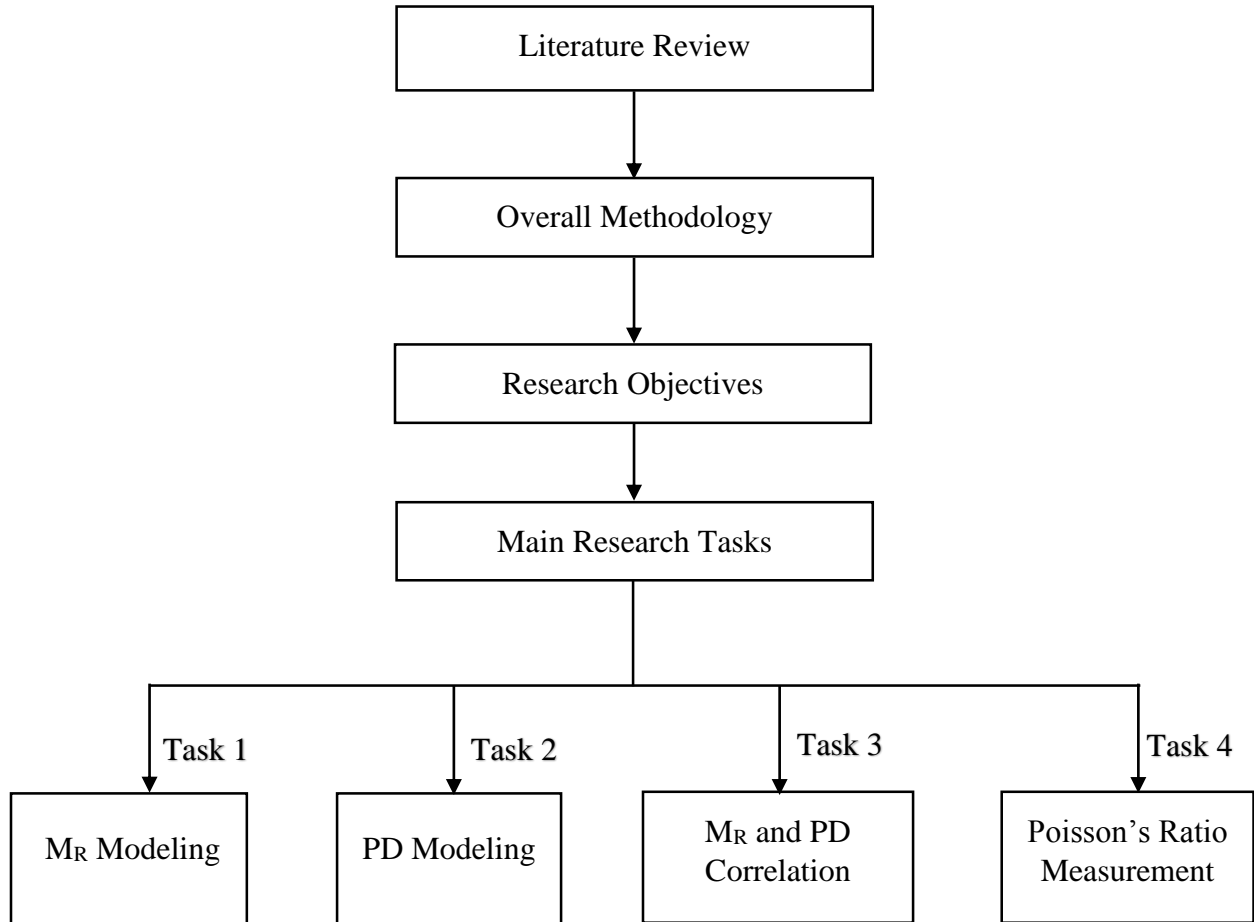 Literature Review
Overall Methodology
Research Objectives
Main Research Tasks
Task 1
Task 2
Task 3
Task 4
MR Modeling
PD Modeling
MR and PD
Correlation
Poisson’s Ratio
Measurement